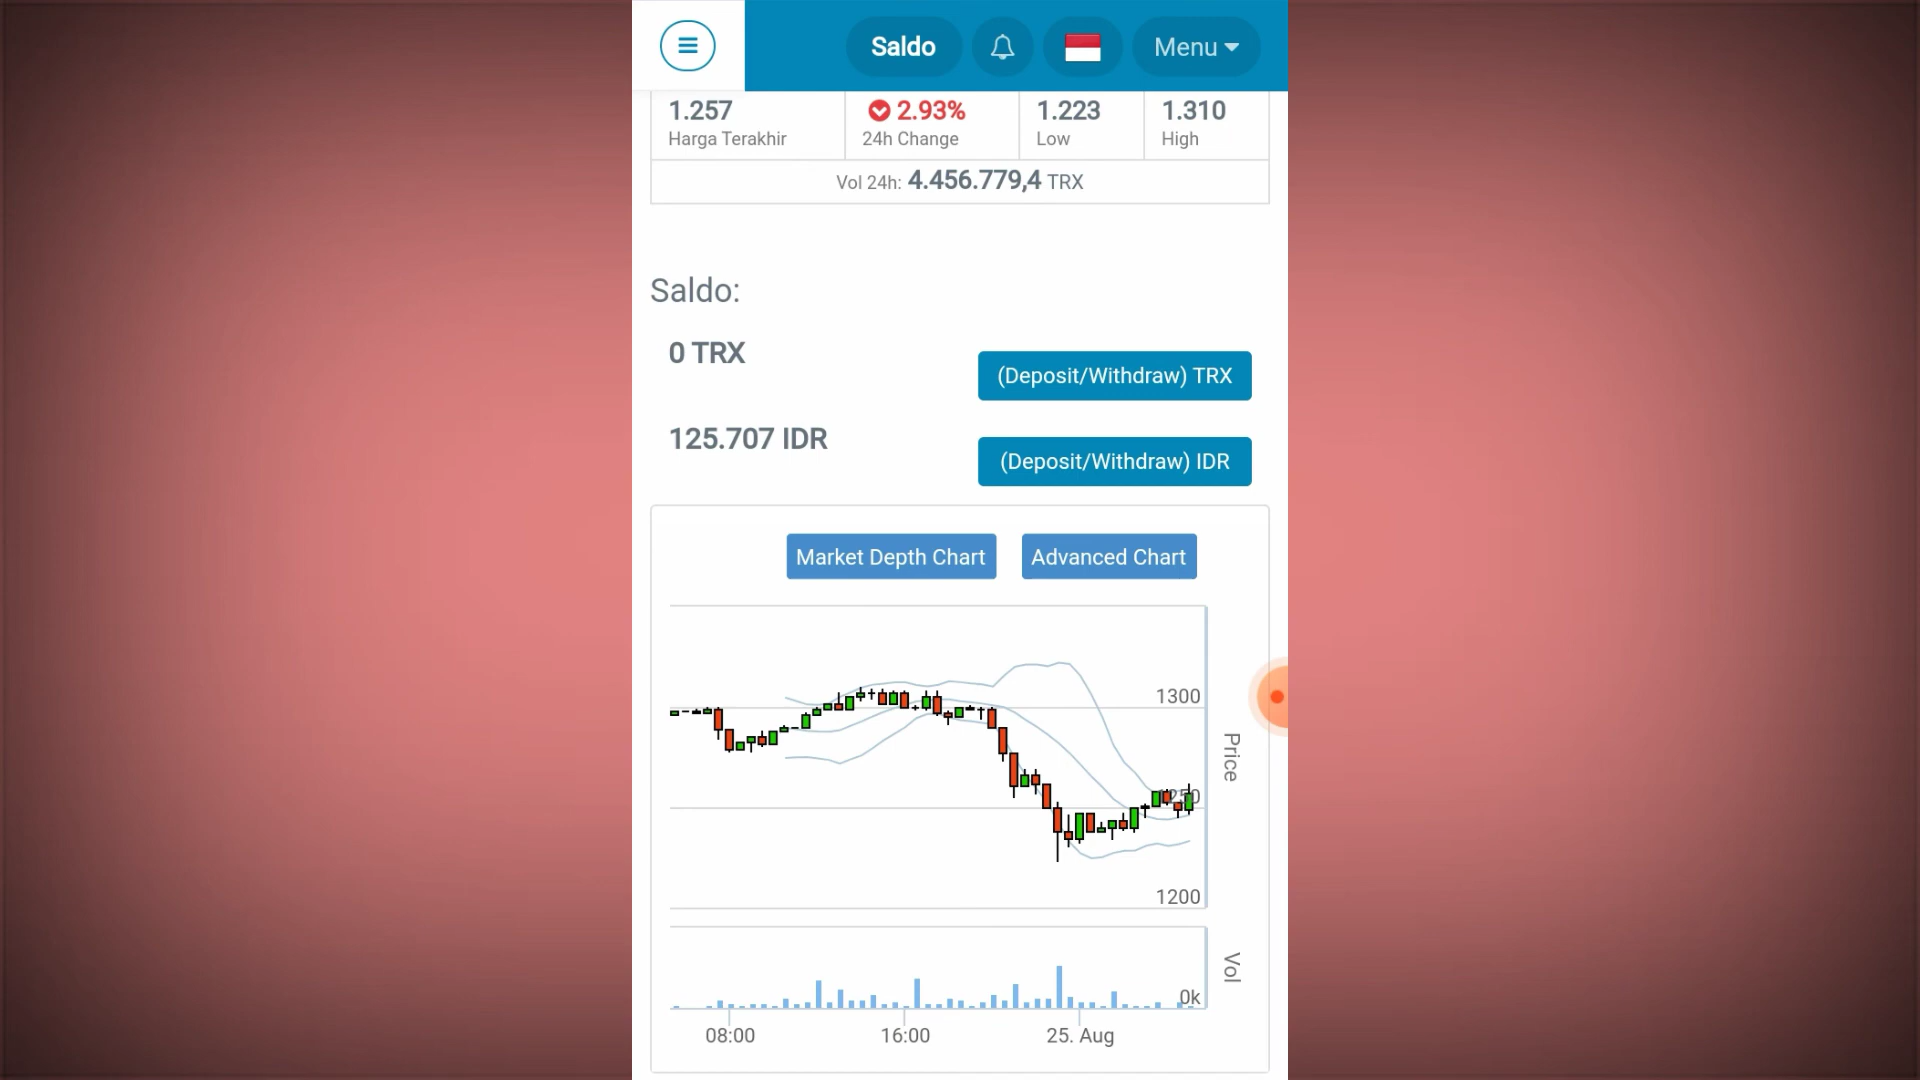 Saldo
Menu
1.257
2.93%
1.223
1.310
Harga Terakhir
24h Change
Low
High
Vol 24h: 4.456.779,4 TRX
Saldo:
0 TRX
(Deposit/Withdraw) TRX
125.707 IDR
(Deposit/Withdraw) IDR
Market Depth Chart
Advanced Chart
1300
Price
1250
1200
Vol
0k
08:00
16:00
25. Aug